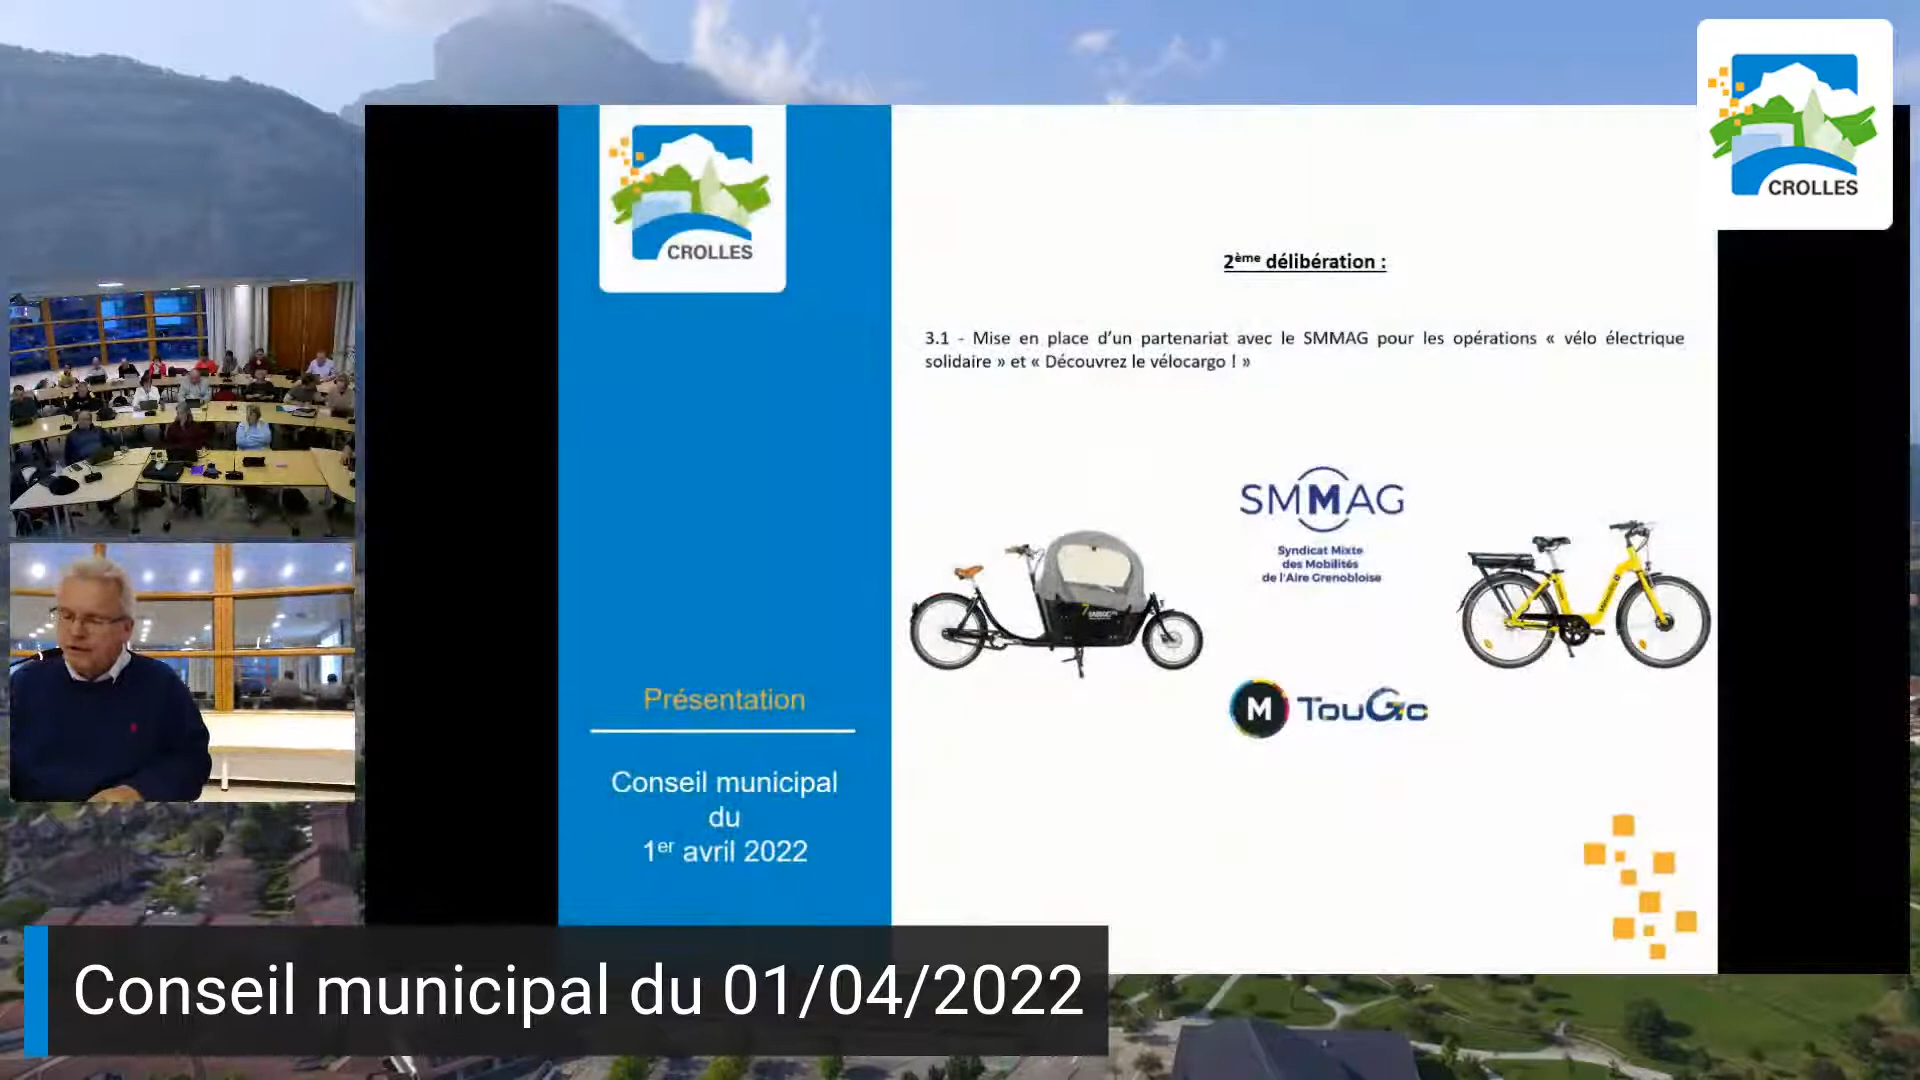 CROLLES
CROLLES
2ème délibération :
3.1 - Mise en place d'un partenariat avec le SMMAG pour les opérations « vélo électrique
solidaire » et « Découvrez le vélocargo ! »
SMMAG
Syndicat Mixte
des Mobilités
de l'Aire Grenobloise
M TouGo
Présentation
Conseil municipal
du
1er avril 2022
Conseil municipal du 01/04/2022